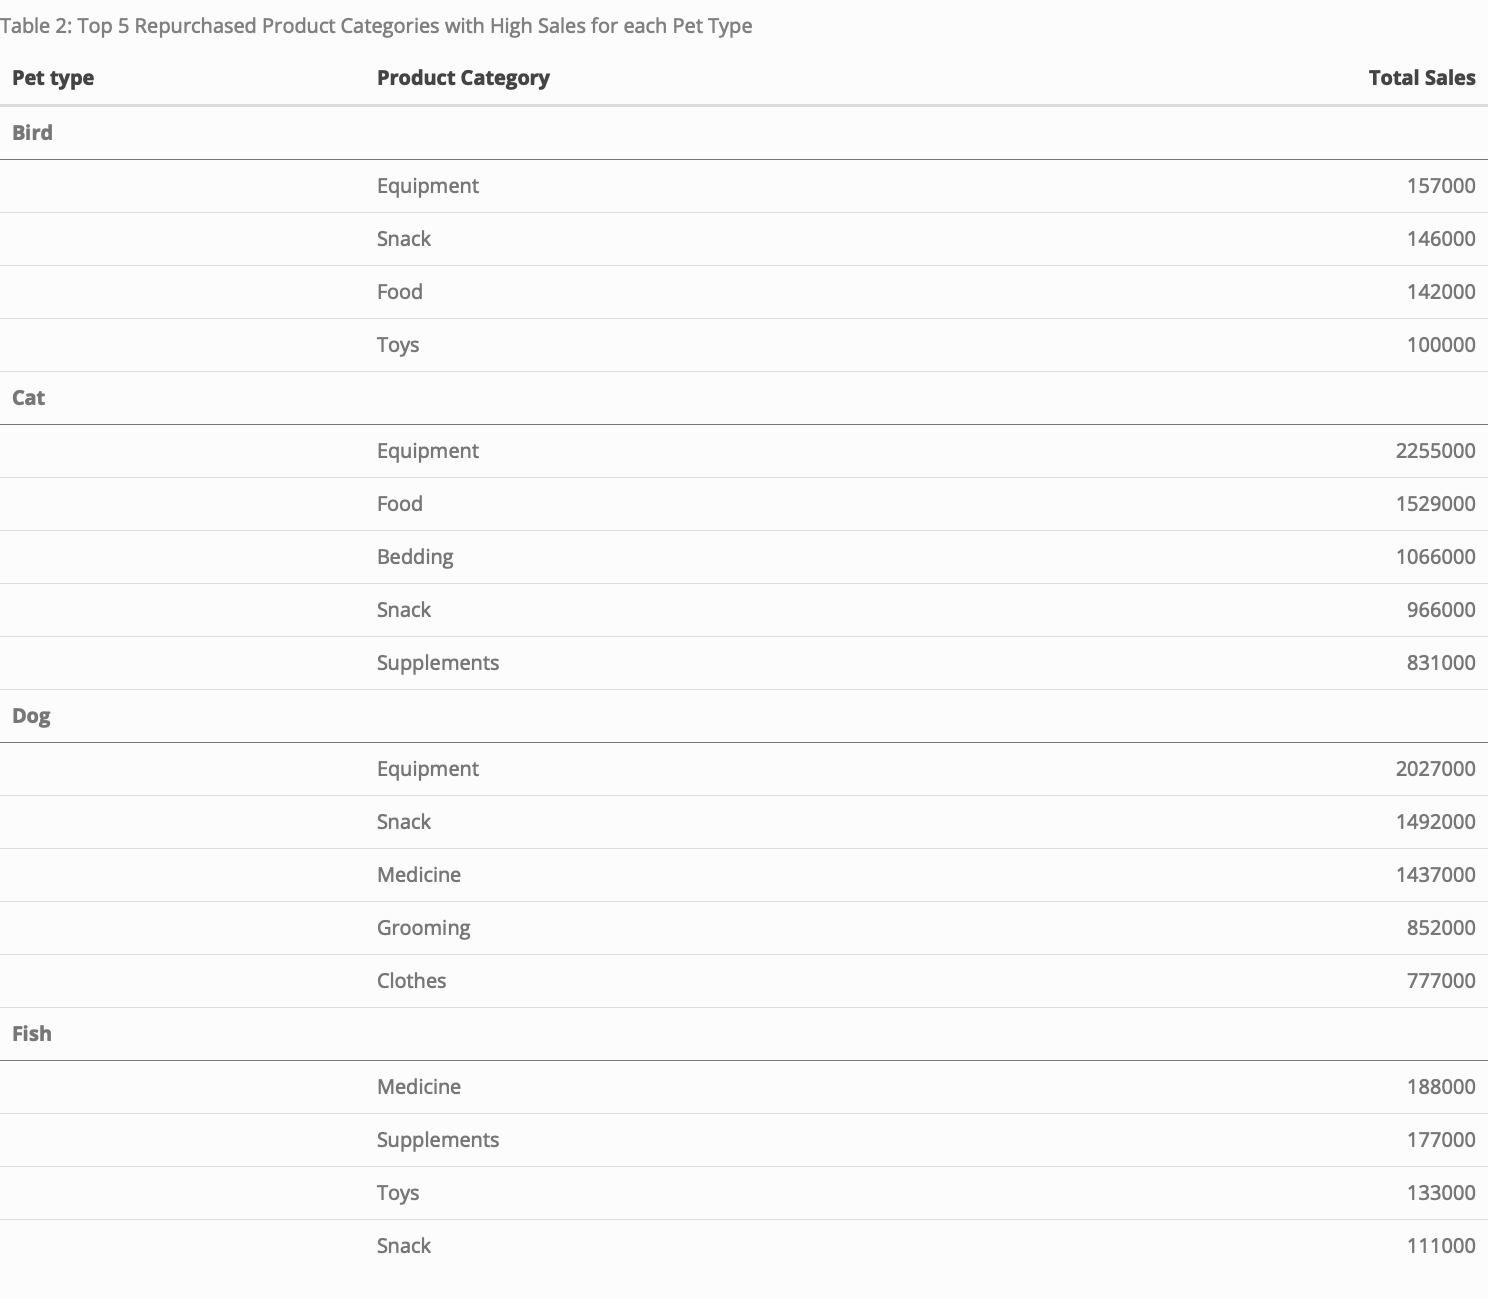 Table 2: Top 5 Repurchased Product Categories with High Sales for each Pet Type
Pet type Product Category Total Sales
Bird
Equipment 157000
Snack 146000
Food 142000
Toys 100000
Cat
Equipment 2255000
Food 1529000
Bedding 1066000
Snack 966000
Supplements 831000
Dog
Equipment 2027000
Snack 1492000
Medicine 1437000
Grooming 852000
Clothes 777000
Fish
Medicine 188000
Supplements 177000
Toys 133000
Snack 111000